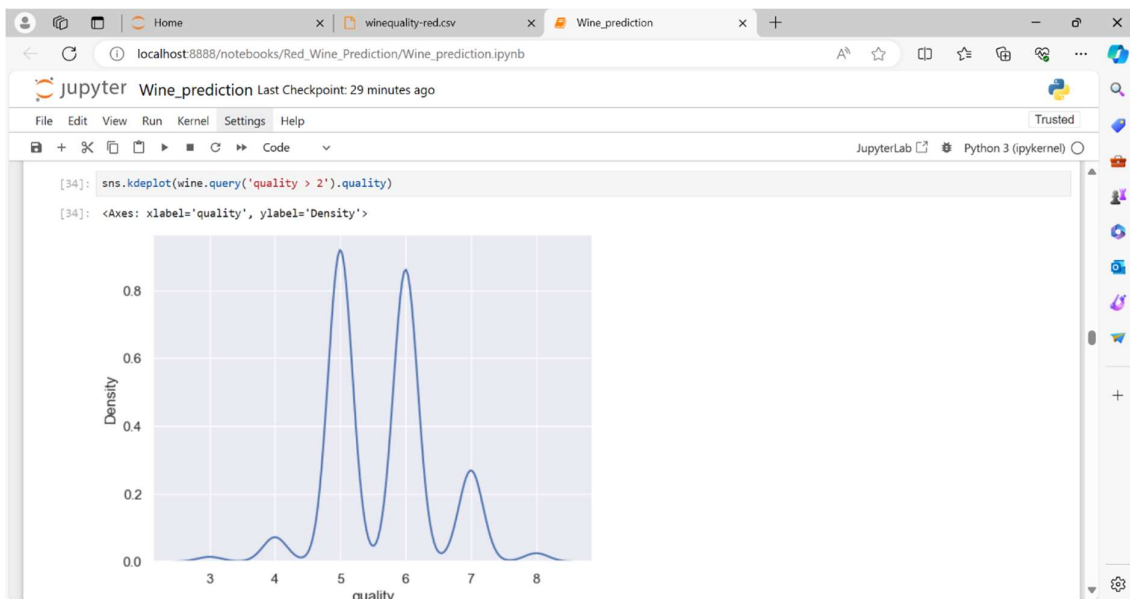 Home
winequality-red.csv
Wine_prediction
localhost:8888/notebooks/Red_Wine_Prediction/Wine_prediction.ipynb
jupyter Wine_prediction Last Checkpoint: 29 minutes ago
File Edit View Run Kernel Settings Help Trusted
Code JupyterLab Python 3 (ipykernel)
[34]: sns.kdeplot(wine.query('quality > 2').quality)
[34]: <Axes: xlabel='quality', ylabel='Density'>
0.8
0.6
Density
0.4
0.2
0.0
3 4 5 6 7 8
quality